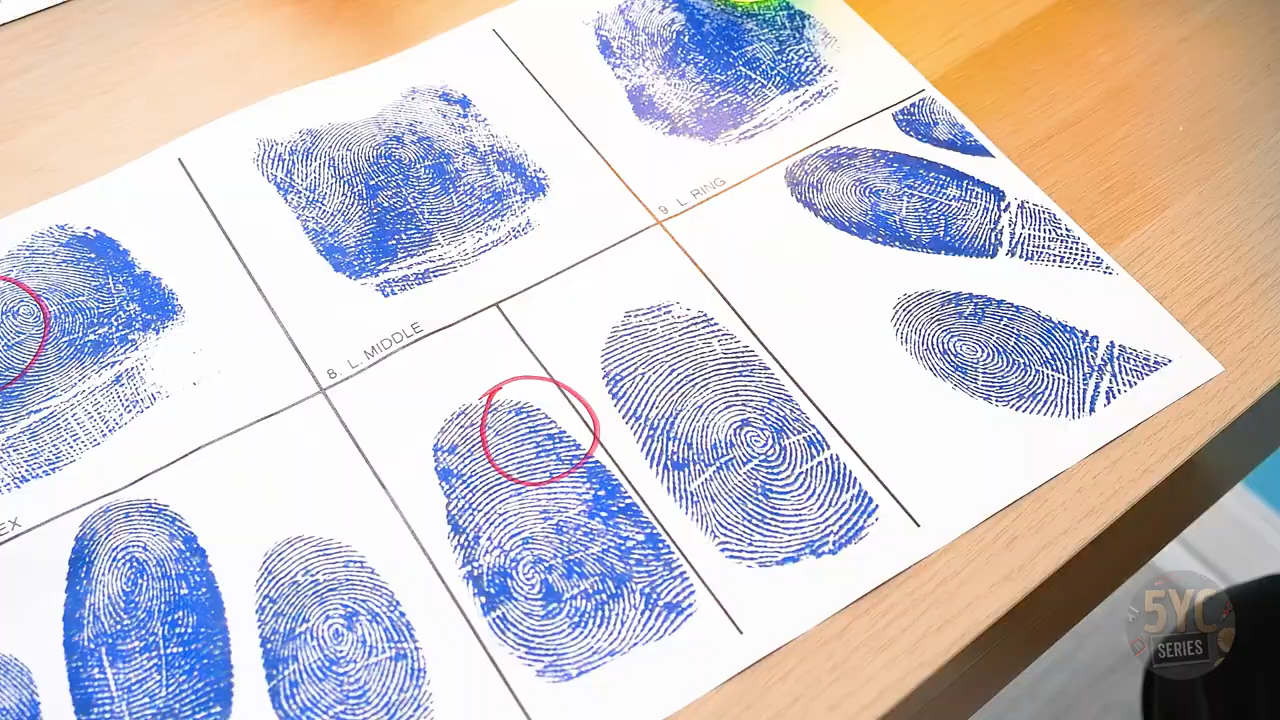 9. L. RING
8. L. MIDDLE
EX
5YC
SERIES